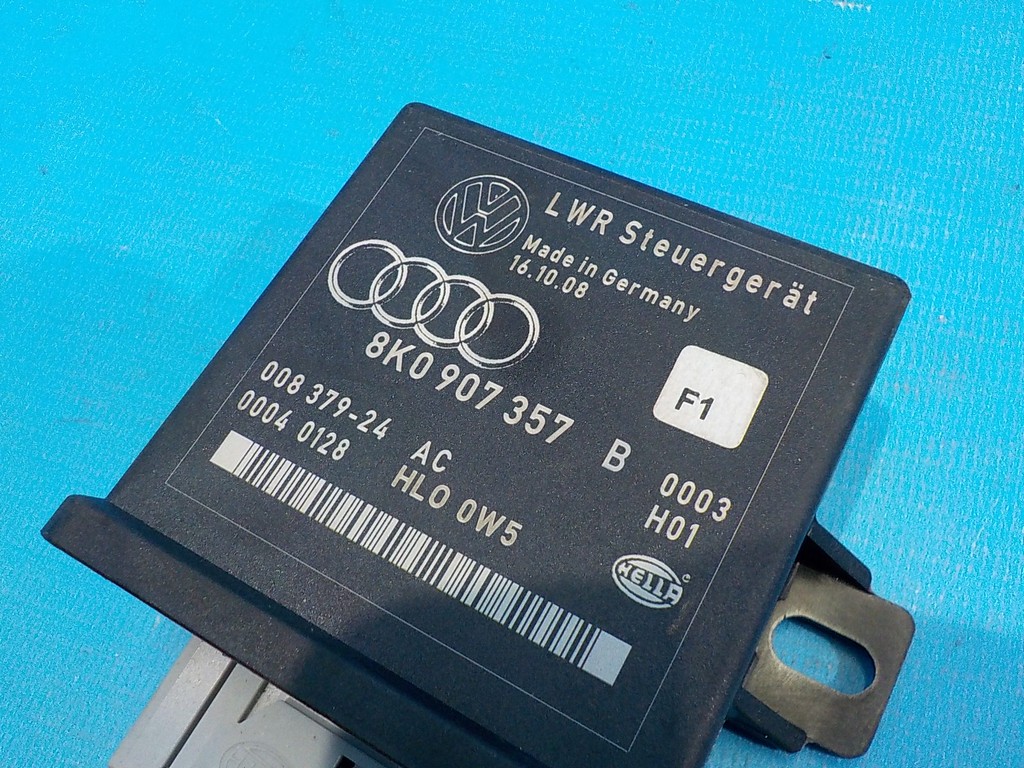 LWR Steuergerät
Made in Germany
16.10.08
8K0 907 357 B
F1
008 379-24 AC 0003
0004 0128 HLO 0W5 H01
HELLA